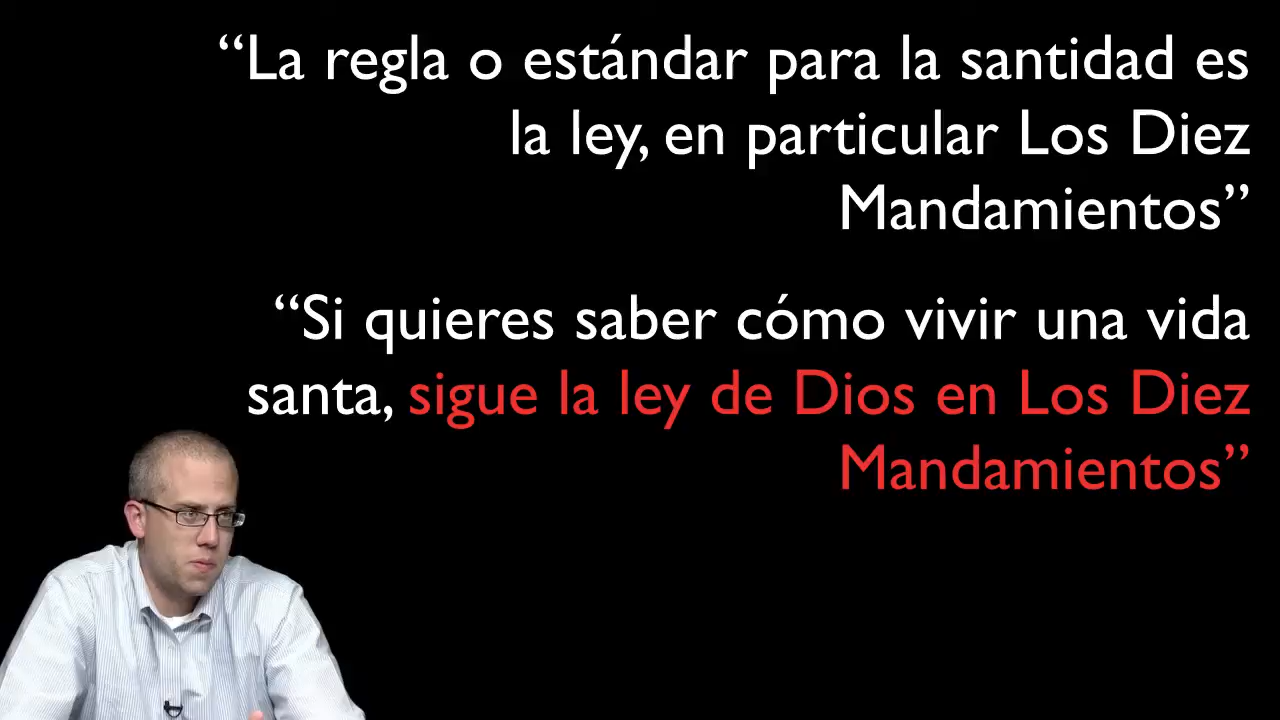 “La regla o estándar para la santidad es
la ley, en particular Los Diez
Mandamientos”
“Si quieres saber cómo vivir una vida
santa, sigue la ley de Dios en Los Diez
Mandamientos”